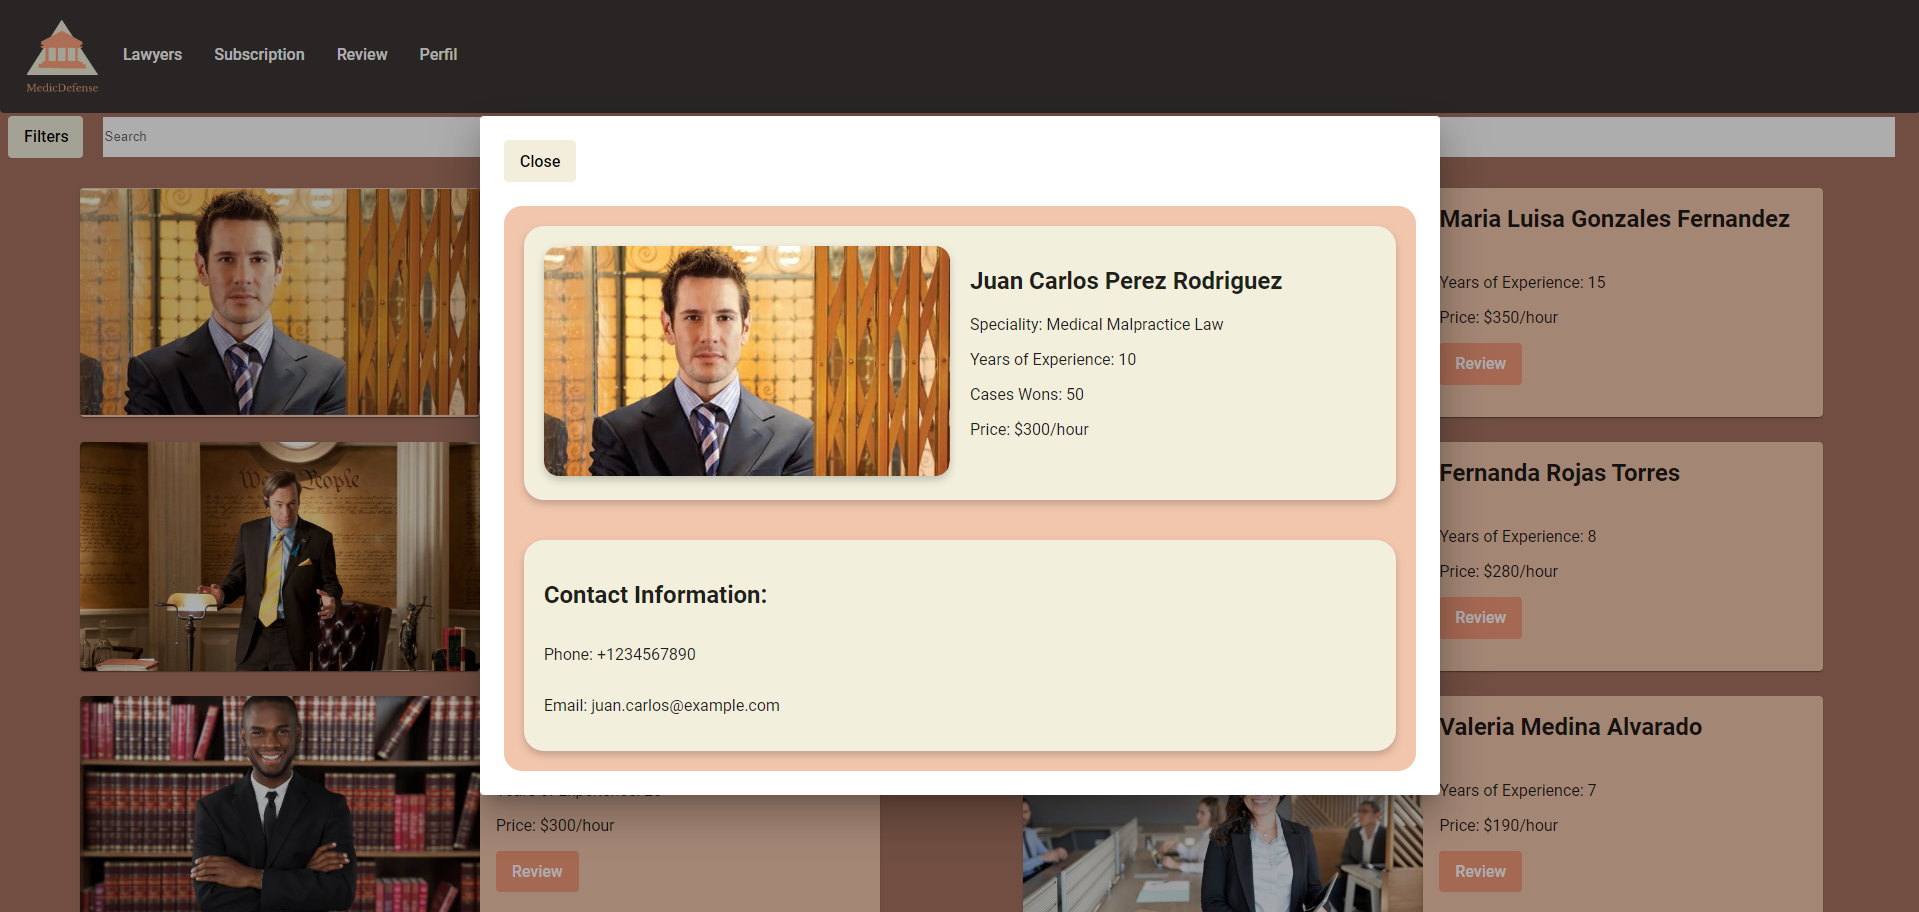 MedicDefense
Lawyers
Subscription
Review
Perfil
Filters
Search
Close
Juan Carlos Perez Rodriguez
Speciality: Medical Malpractice Law
Years of Experience: 10
Cases Wons: 50
Price: $300/hour
Contact Information:
Phone: +1234567890
Email: juan.carlos@example.com
Maria Luisa Gonzales Fernandez
Years of Experience: 15
Price: $350/hour
Review
We People
Fernanda Rojas Torres
Years of Experience: 8
Price: $280/hour
Review
Price: $300/hour
Review
Valeria Medina Alvarado
Years of Experience: 7
Price: $190/hour
Review